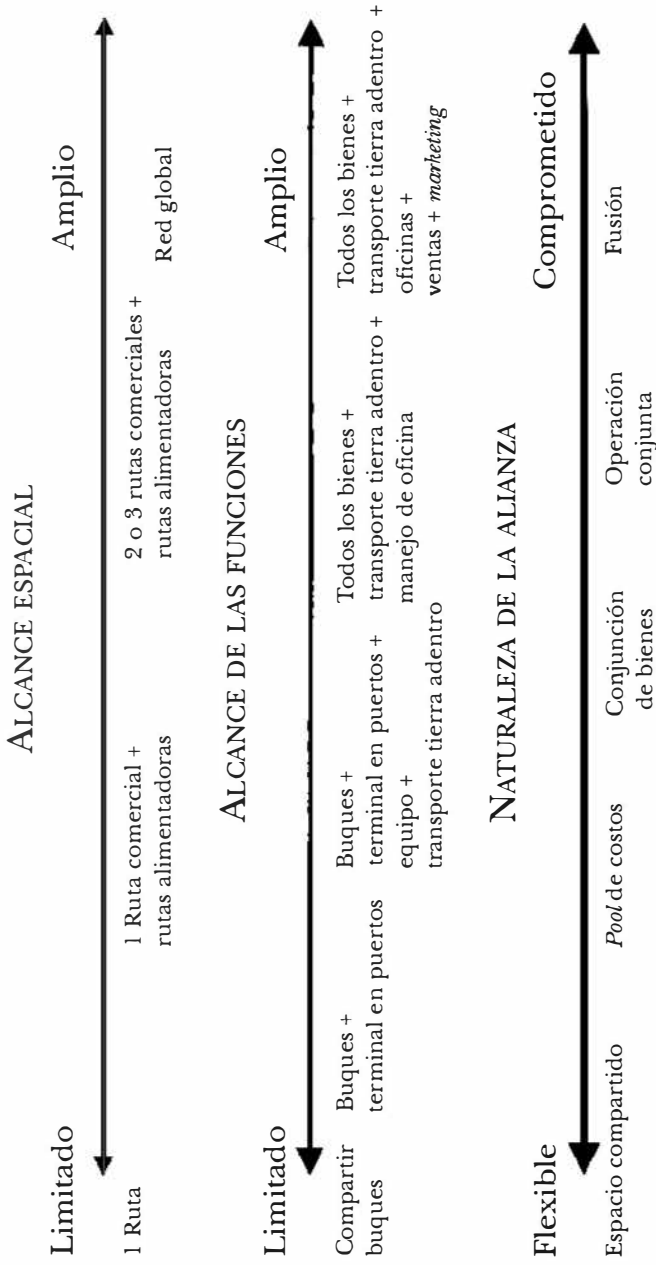 ALCANCE ESPACIAL
Limitado
Amplio
1 Ruta
1 Ruta comercial +
rutas alimentadoras
2 o 3 rutas comerciales +
rutas alimentadoras
Red global
ALCANCE DE LAS FUNCIONES
Limitado
Amplio
Compartir
buques
Buques +
terminal en puertos
Buques +
terminal en puertos +
equipo +
transporte tierra adentro
Todos los bienes +
transporte tierra adentro +
manejo de oficina
Todos los bienes +
transporte tierra adentro +
oficinas +
ventas + marketing
NATURALEZA DE LA ALIANZA
Flexible
Comprometido
Espacio compartido
Pool de costos
Conjunción
de bienes
Operación
conjunta
Fusión